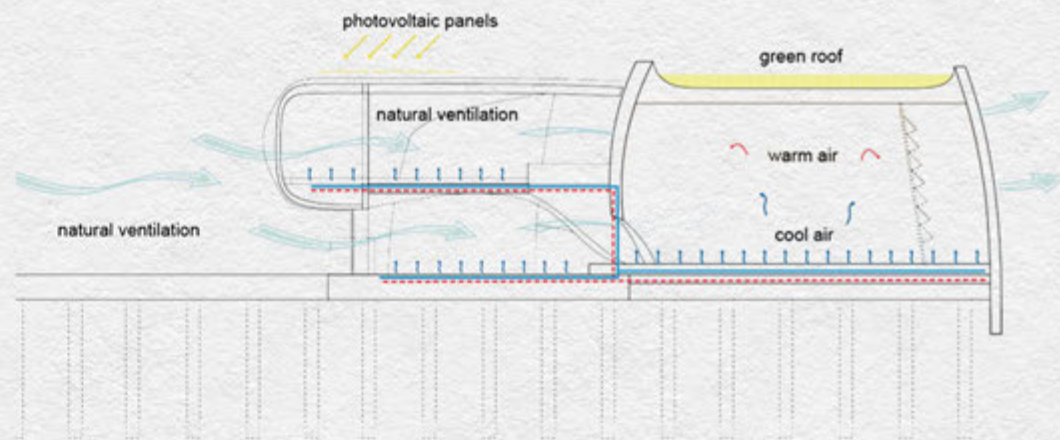 photovoltaic panels
green roof
natural ventilation
warm air
natural ventilation
cool air